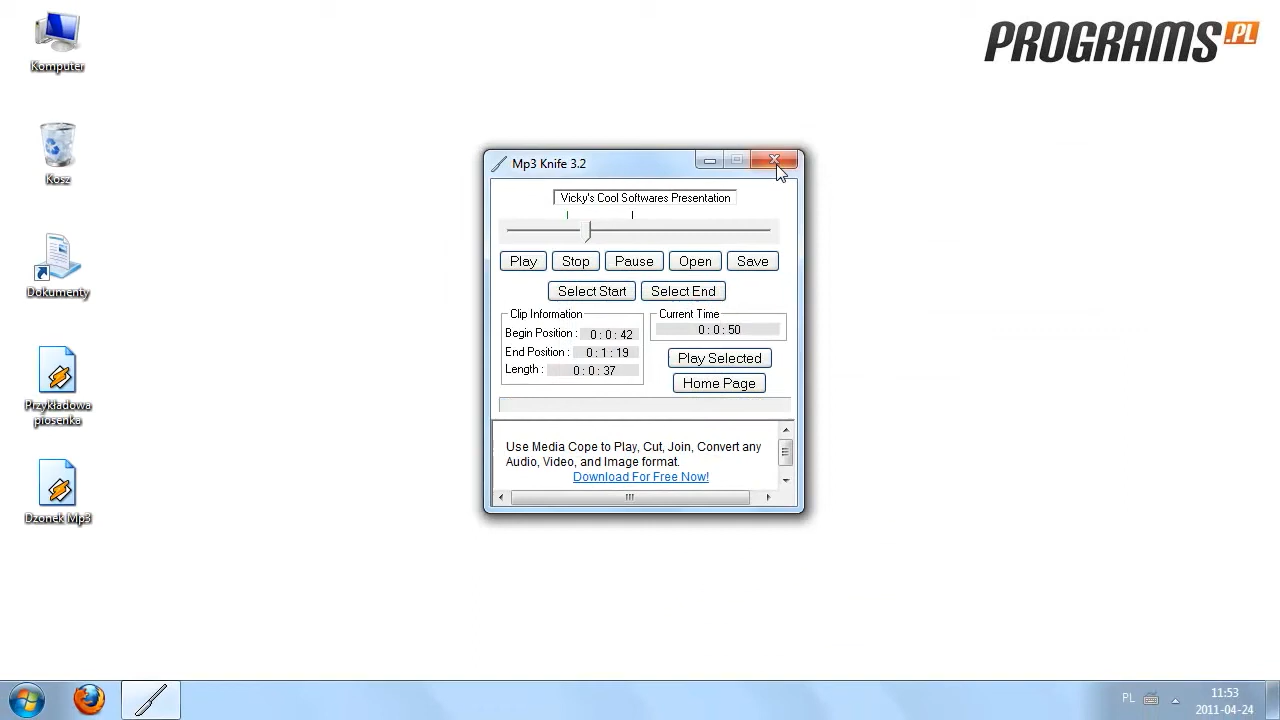 Komputer
PROGRAMS.PL
Kosz
Dokumenty
Przykładowa
piosenka
Dzonek Mp3
Mp3 Knife 3.2
Vicky's Cool Softwares Presentation
Play Stop Pause Open Save
Select Start Select End
Clip Information
Begin Position : 0 : 0 : 42
End Position : 0 : 1 : 19
Length : 0 : 0 : 37
Current Time
0 : 0 : 50
Play Selected
Home Page
Use Media Cope to Play, Cut, Join, Convert any
Audio, Video, and Image format.
Download For Free Now!
PL
11:53
2011-04-24